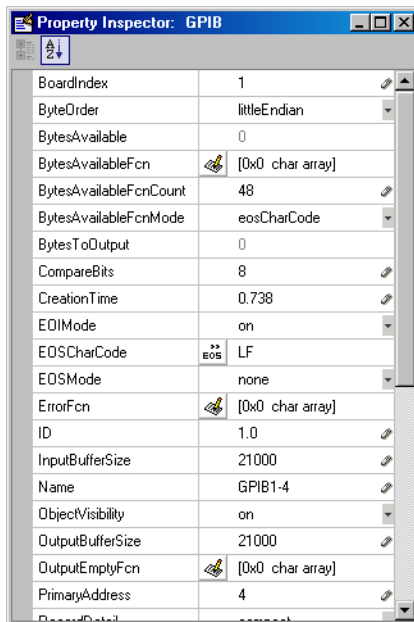 Property Inspector: GPIB
BoardIndex 1
ByteOrder littleEndian
BytesAvailable 0
BytesAvailableFcn [0x0 char array]
BytesAvailableFcnCount 48
BytesAvailableFcnMode eosCharCode
BytesToOutput 0
CompareBits 8
CreationTime 0.738
EOIMode on
EOSCharCode EOS LF
EOSMode none
ErrorFcn [0x0 char array]
ID 1.0
InputBufferSize 21000
Name GPIB1-4
ObjectVisibility on
OutputBufferSize 21000
OutputEmptyFcn [0x0 char array]
PrimaryAddress 4
RecordDetail compact